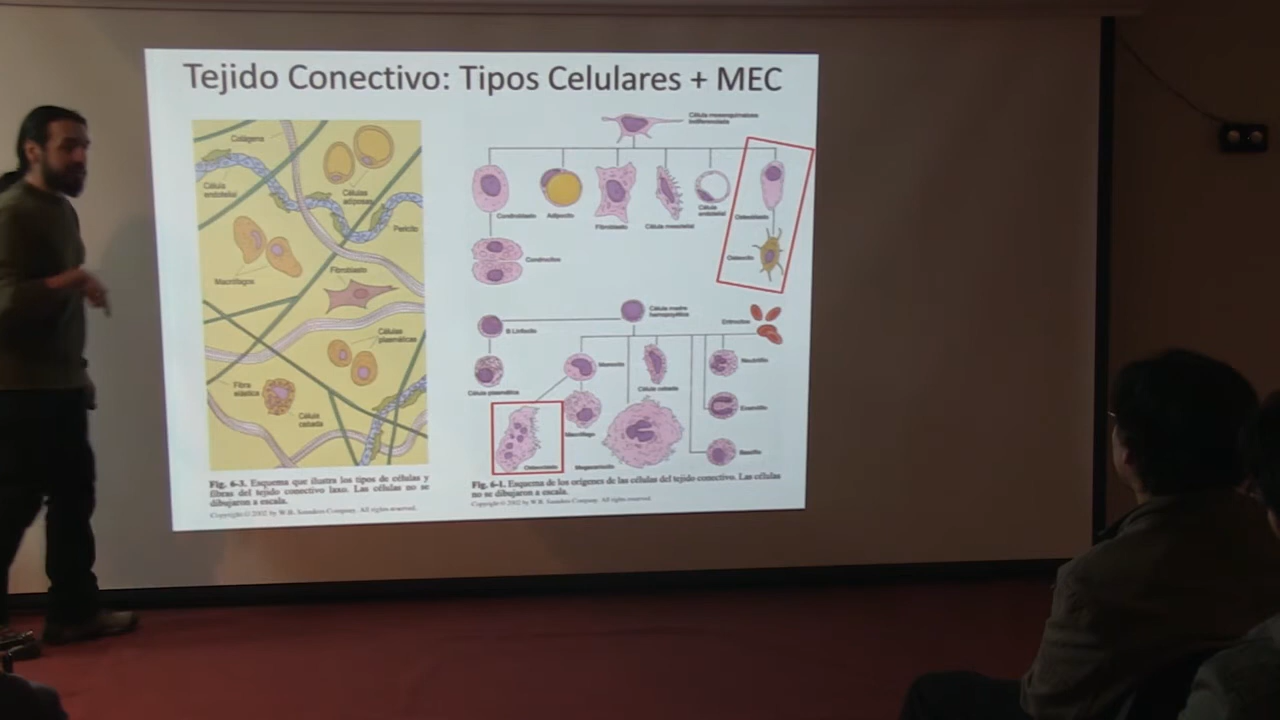 Tejido Conectivo: Tipos Celulares + MEC
Colágena
Célula
endotelial
Células
adiposas
Pericito
Macrófagos
Fibroblasto
Células
plasmáticas
Fibra
elástica
Célula
cebada
Fig. 6-3. Esquema que ilustra los tipos de células y
fibras del tejido conectivo laxo. Las células no se
dibujaron a escala.
Copyright © 2002 by W.B. Saunders Company. All rights reserved.
Célula mesenquimatosa
indiferenciada
Condroblasto
Adipocito
Fibroblasto
Célula mesotelial
Célula
endotelial
Osteoblasto
Condrocitos
Osteocito
Célula madre
hemopoyética
Eritrocitos
B Linfocito
Monocito
Neutrófilo
Célula plasmática
Célula cebada
Eosinófilo
Macrófago
Basófilo
Osteoclasto
Megacariocito
Fig. 6-1. Esquema de los orígenes de las células del tejido conectivo. Las células
no se dibujaron a escala.
Copyright © 2002 by W.B. Saunders Company. All rights reserved.